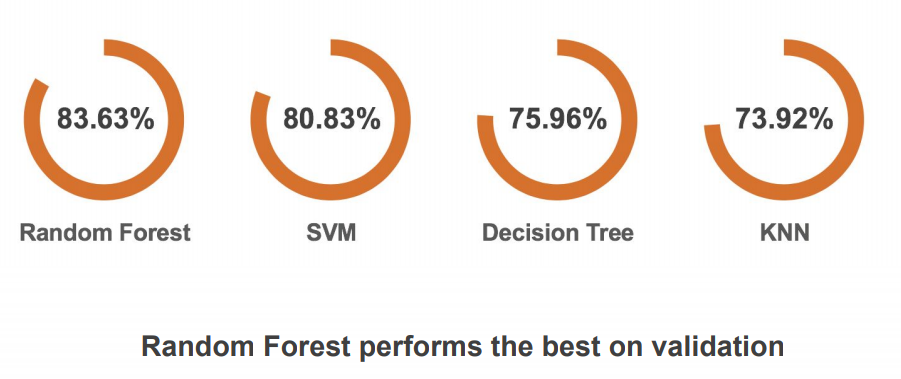 83.63% 80.83% 75.96% 73.92%
Random Forest SVM Decision Tree KNN
Random Forest performs the best on validation